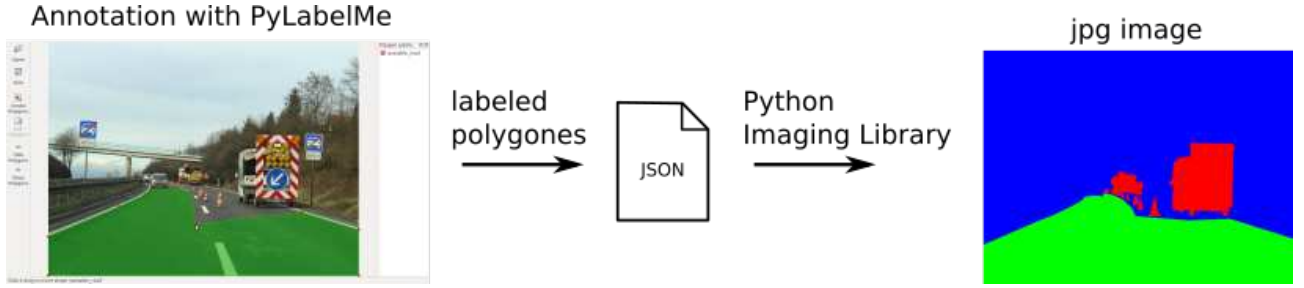 Annotation with PyLabelMe
jpg image
labeled
polygones
JSON
Python
Imaging Library